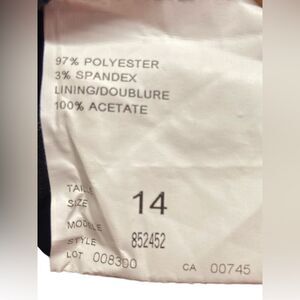 97% POLYESTER
3% SPANDEX
LINING/DOUBLURE
100% ACETATE
TAILLE
SIZE 14
MODELE
STYLE 852452
LOT 008300 CA 00745